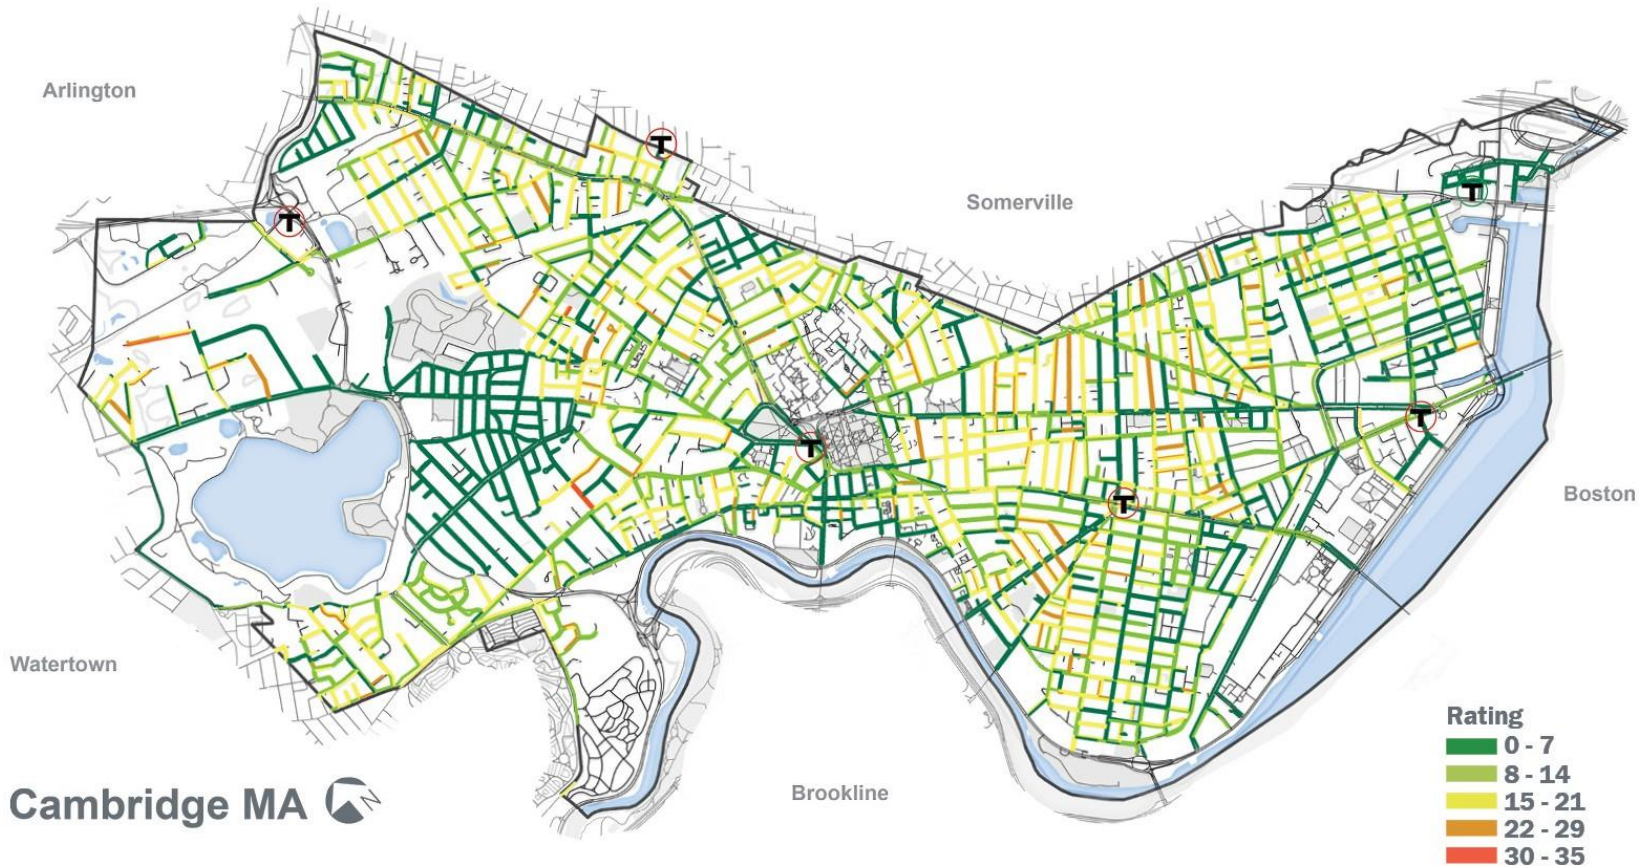 Arlington
Somerville
Boston
Watertown
Brookline
Cambridge MA
N
Rating
0 - 7
8 - 14
15 - 21
22 - 29
30 - 35
T
T
T
T
T
T